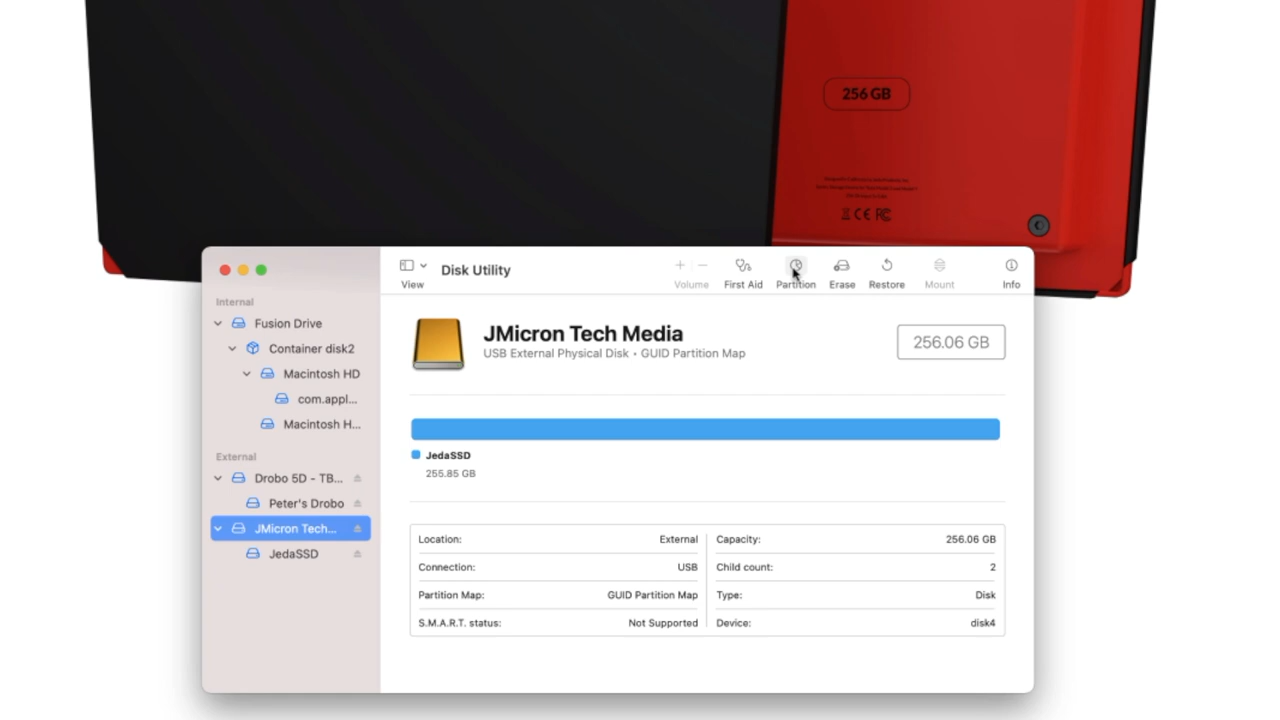 256 GB
CE FC
Disk Utility
View
Volume
First Aid
Partition
Erase
Restore
Mount
Info
Internal
Fusion Drive
Container disk2
Macintosh HD
com.appl...
Macintosh H...
External
Drobo 5D - TB...
Peter's Drobo
JMicron Tech...
JedaSSD
JMicron Tech Media
USB External Physical Disk • GUID Partition Map
256.06 GB
JedaSSD
255.85 GB
Location: External
Connection: USB
Partition Map: GUID Partition Map
S.M.A.R.T. status: Not Supported
Capacity: 256.06 GB
Child count: 2
Type: Disk
Device: disk4